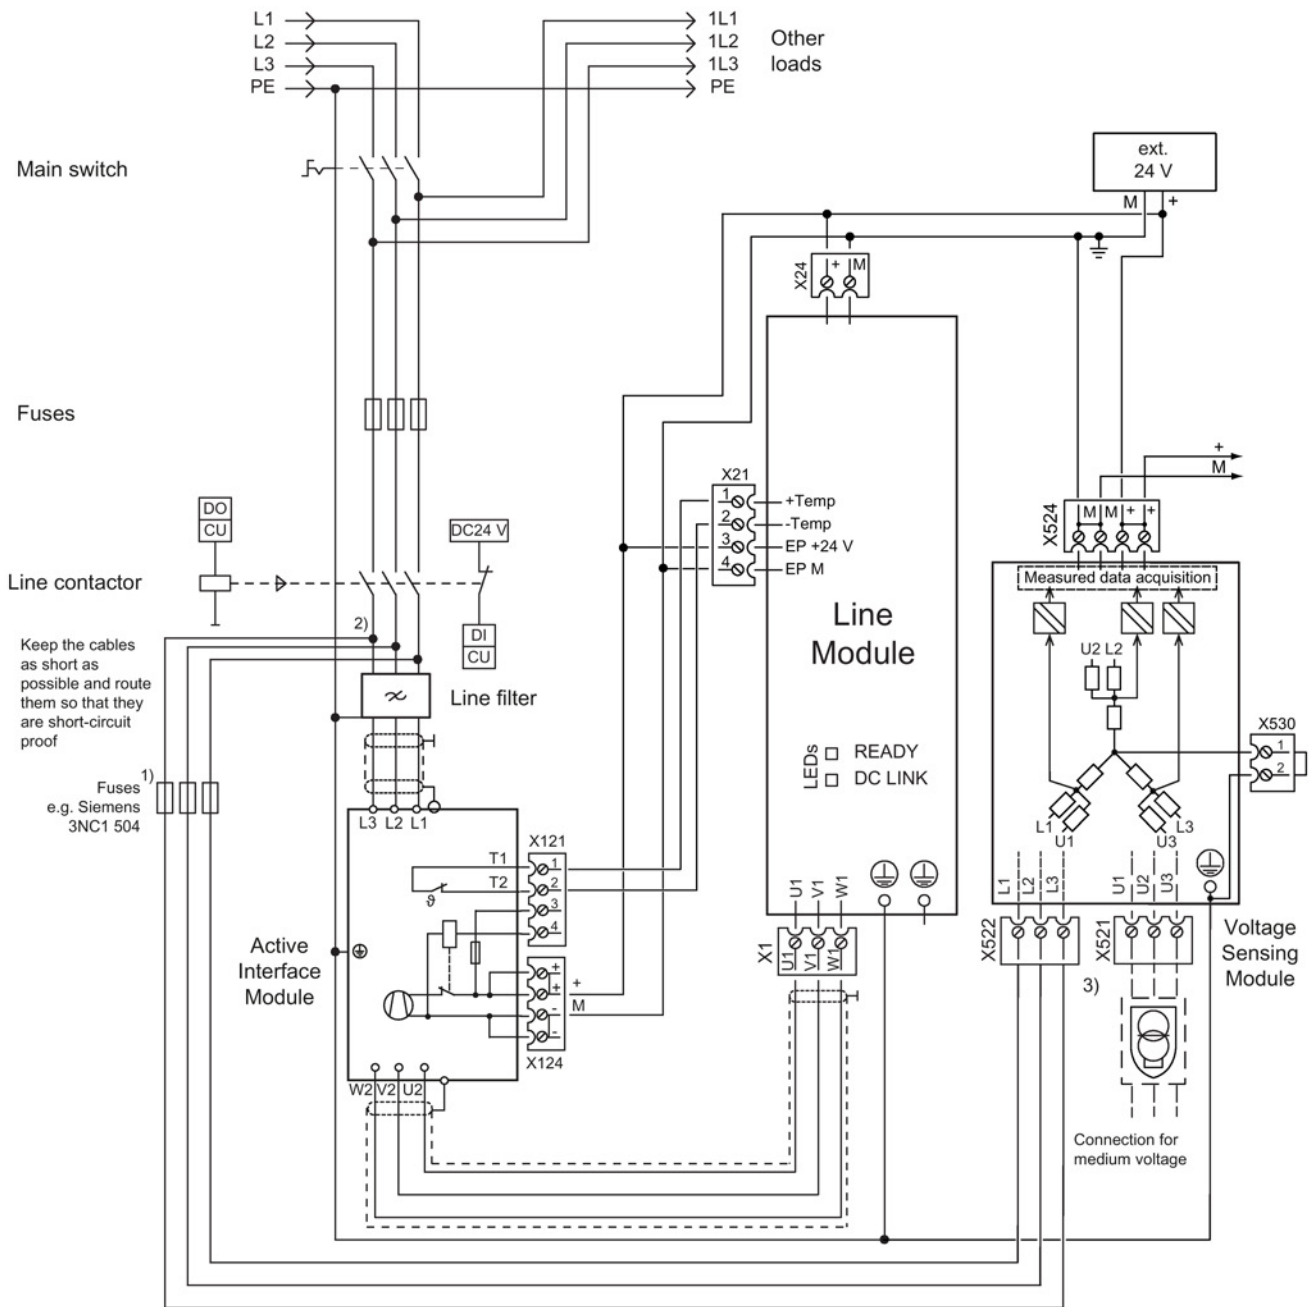 L1
1L1
L2
1L2
Other
loads
L3
1L3
PE
PE
Main switch
ext.
24 V
M
+
X24
+
M
Fuses
+
M
X21
1
+Temp
2
-Temp
3
EP +24 V
4
EP M
DO
CU
DC24 V
X524
M
M
+
+
Line contactor
Measured data acquisition
Line
Module
2)
DI
CU
Keep the cables
as short as
possible and route
them so that they
are short-circuit
proof
Line filter
U2
L2
X530
1
2
LEDs
READY
DC LINK
1)
Fuses
e.g. Siemens
3NC1 504
L3
L2
L1
L1
U1
U3
L3
X121
T1
1
T2
2
ϑ
3
4
U1
V1
W1
L1
L2
L3
U1
U2
U3
Active
Interface
Module
X1
U1
V1
W1
X522
X521
Voltage
Sensing
Module
+
+
-
-
+
M
X124
3)
W2
V2
U2
Connection for
medium voltage